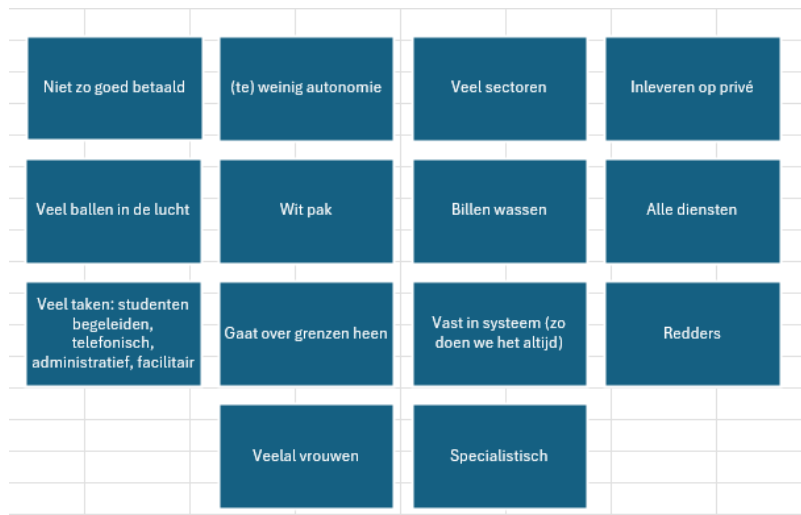 Niet zo goed betaald
(te) weinig autonomie
Veel sectoren
Inleveren op privé
Veel ballen in de lucht
Wit pak
Billen wassen
Alle diensten
Veel taken: studenten
begeleiden,
telefonisch,
administratief, facilitair
Gaat over grenzen heen
Vast in systeem (zo
doen we het altijd)
Redders
Veelal vrouwen
Specialistisch